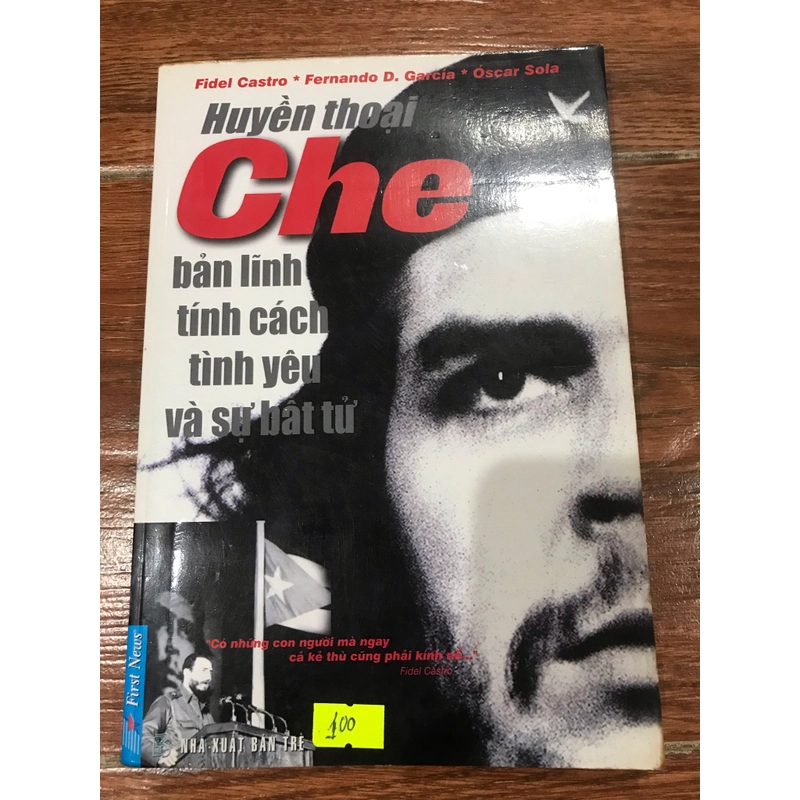 Fidel Castro * Fernando D. García * Óscar Sola
Huyền thoại
Che
bản lĩnh
tính cách
tình yêu
và sự bất tử
"Có những con người mà ngay
cả kẻ thù cũng phải kính nể..."
Fidel Castro
First News
100
NHÀ XUẤT BẢN TRẺ